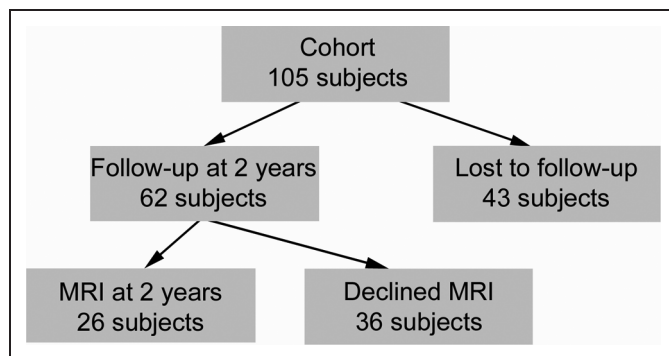 Cohort
105 subjects
Follow-up at 2 years
62 subjects
Lost to follow-up
43 subjects
MRI at 2 years
26 subjects
Declined MRI
36 subjects